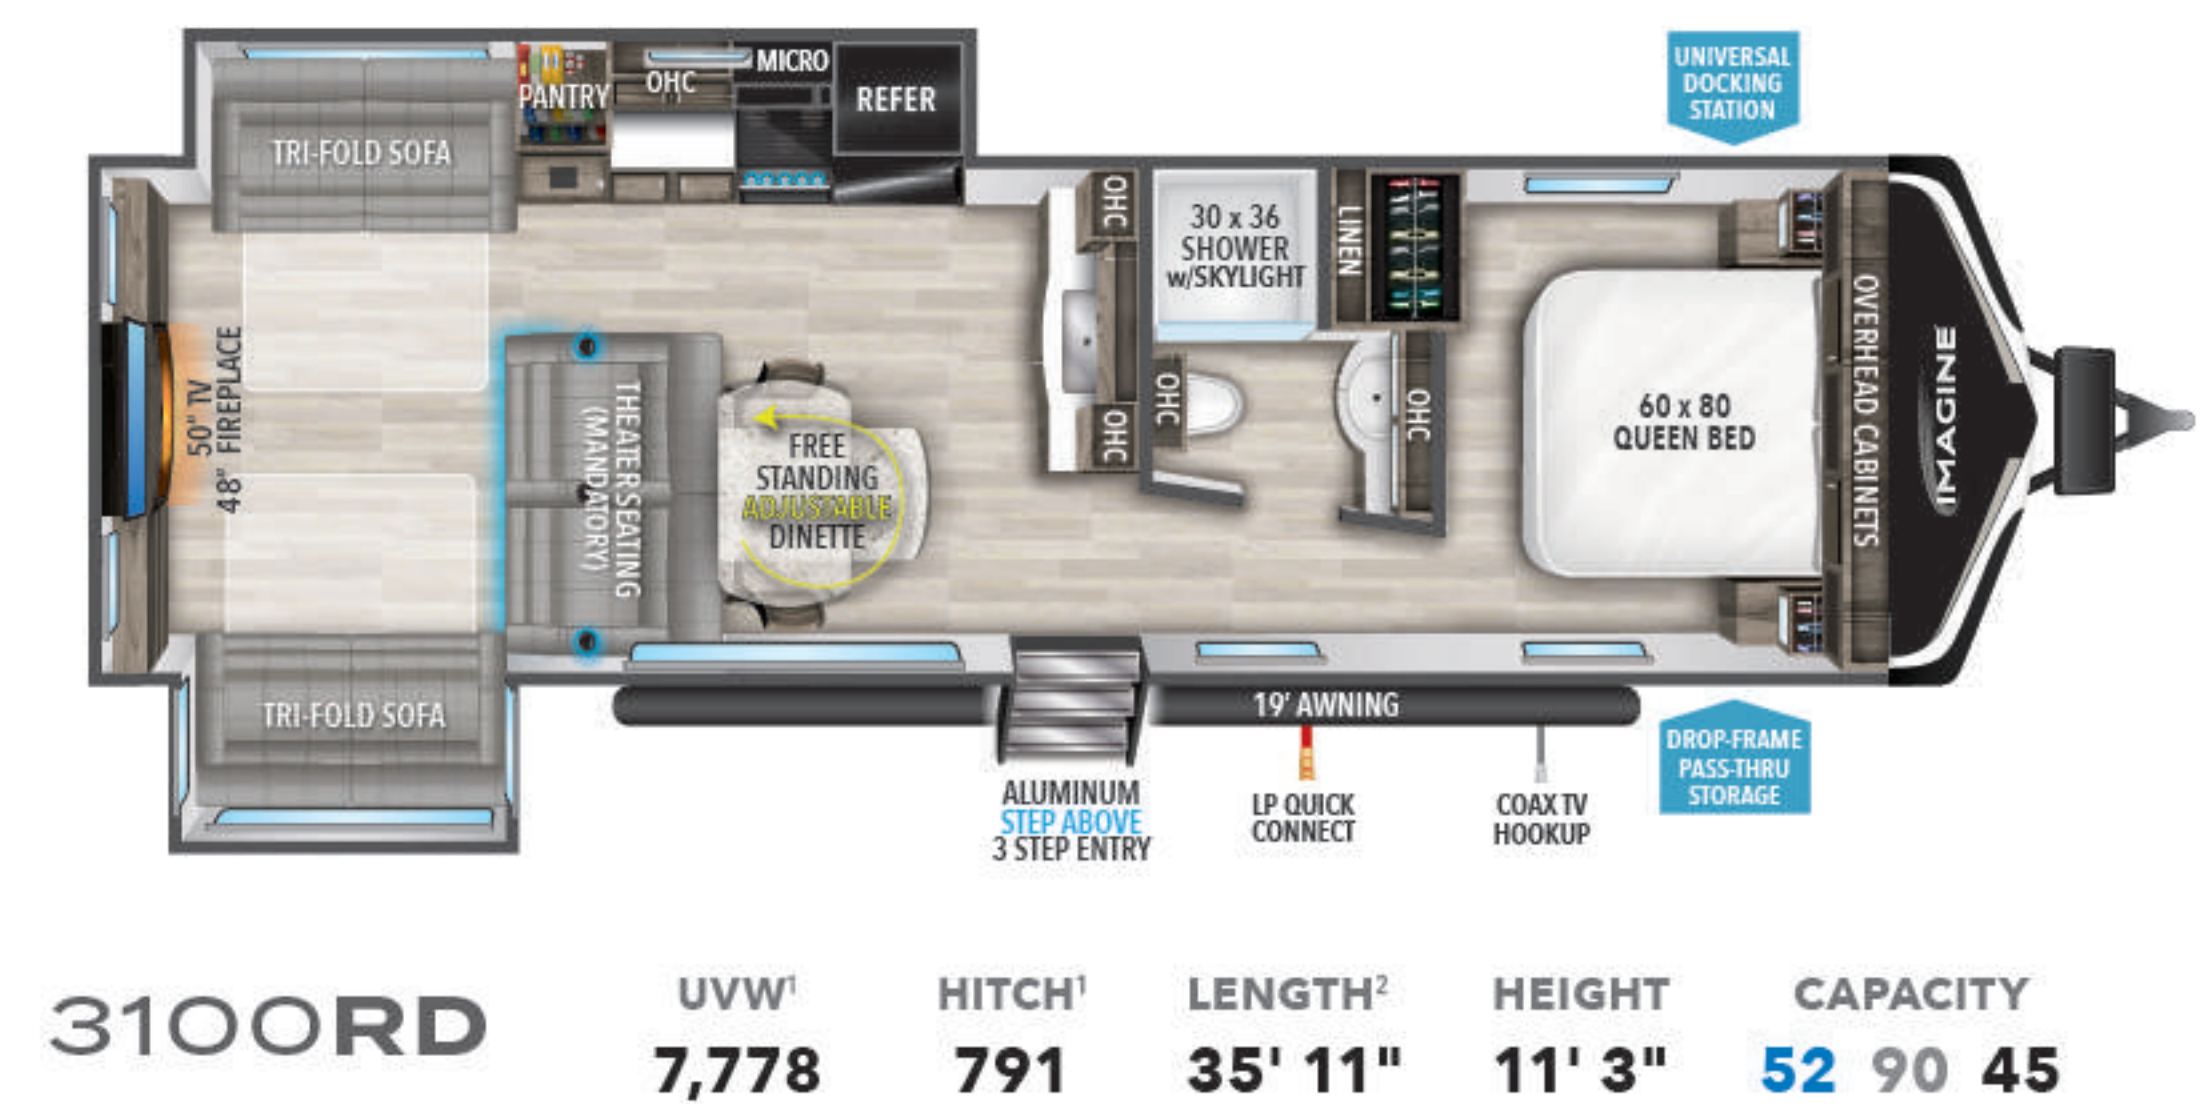 UNIVERSAL
DOCKING
STATION
MICRO
OHC
PANTRY
REFER
TRI-FOLD SOFA
OHC
30 x 36
SHOWER
w/SKYLIGHT
LINEN
50" TV
48" FIREPLACE
THEATER SEATING
(MANDATORY)
FREE
STANDING
ADJUSTABLE
DINETTE
OHC
OHC
OHC
60 x 80
QUEEN BED
OVERHEAD CABINETS
IMAGINE
TRI-FOLD SOFA
19' AWNING
DROP-FRAME
PASS-THRU
STORAGE
ALUMINUM
STEP ABOVE
3 STEP ENTRY
LP QUICK
CONNECT
COAX TV
HOOKUP
3100RD
UVW¹
7,778
HITCH¹
791
LENGTH²
35' 11"
HEIGHT
11' 3"
CAPACITY
52 90 45